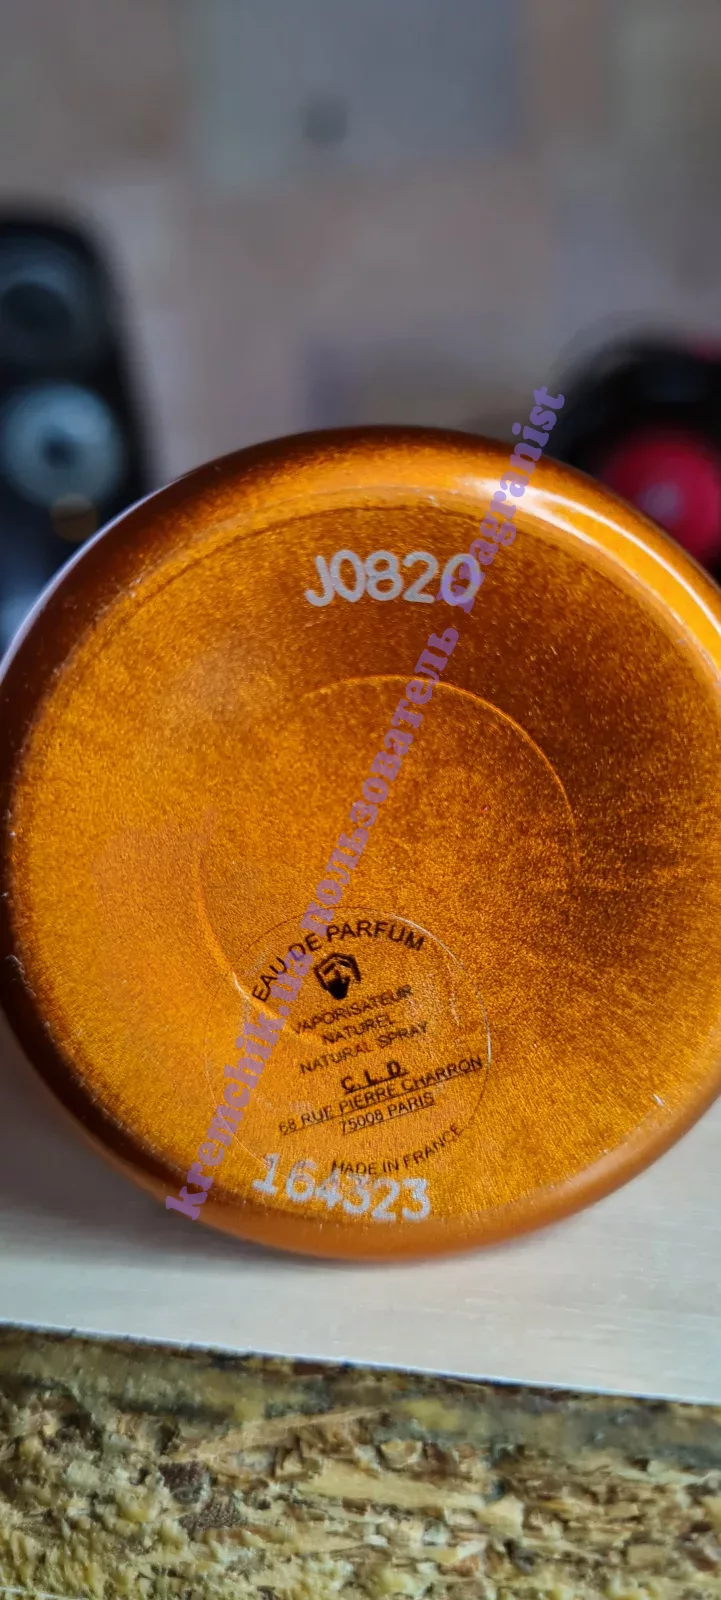 J0820
EAU DE PARFUM
VAPORISATEUR
NATUREL
NATURAL SPRAY
C. L. D.
68 RUE PIERRE CHARRON
75008 PARIS
MADE IN FRANCE
164323
kremchik.ua пользователь Fragranist